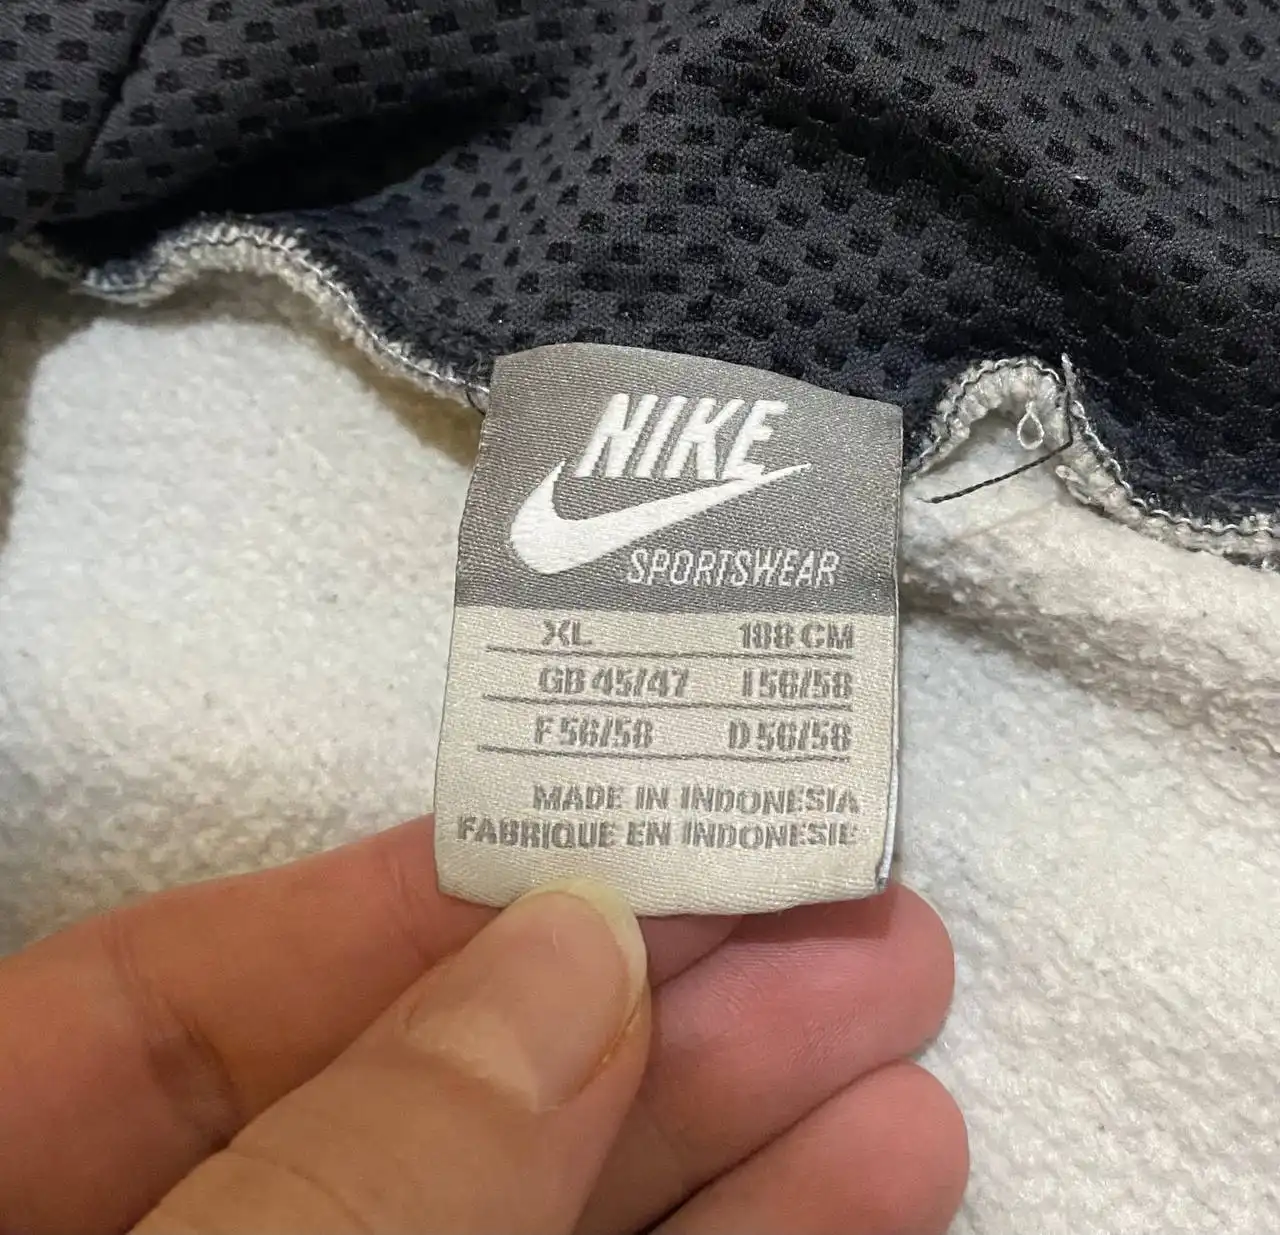 NIKE
SPORTSWEAR
XL 188 CM
GB 45/47 I 56/58
F 56/58 D 56/58
MADE IN INDONESIA
FABRIQUE EN INDONESIE